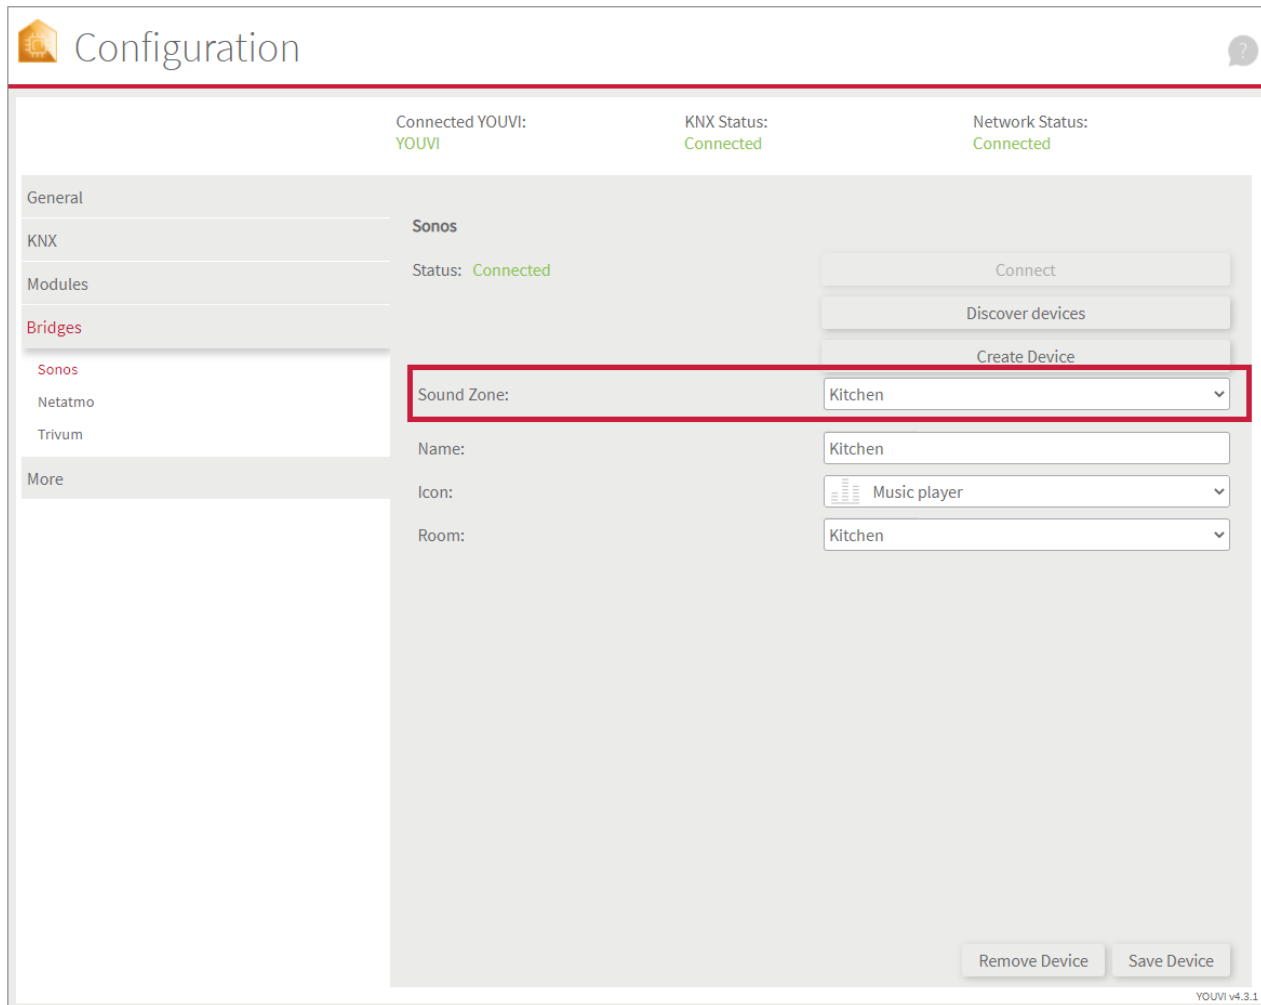 Configuration
?
Connected YOUVI: KNX Status: Network Status:
YOUVI Connected Connected
General
KNX
Modules
Bridges
Sonos
Netatmo
Trivum
More
Sonos
Status: Connected Connect
Discover devices
Create Device
Sound Zone: Kitchen
Name: Kitchen
Icon: Music player
Room: Kitchen
Remove Device Save Device
YOUVI v4.3.1